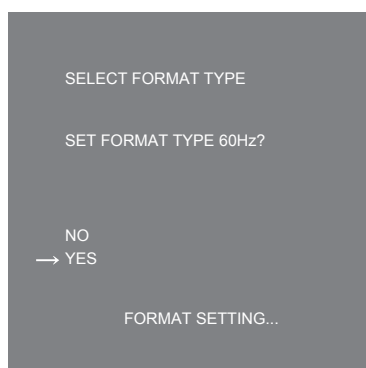 SELECT FORMAT TYPE
SET FORMAT TYPE 60Hz?
NO
→ YES
FORMAT SETTING...